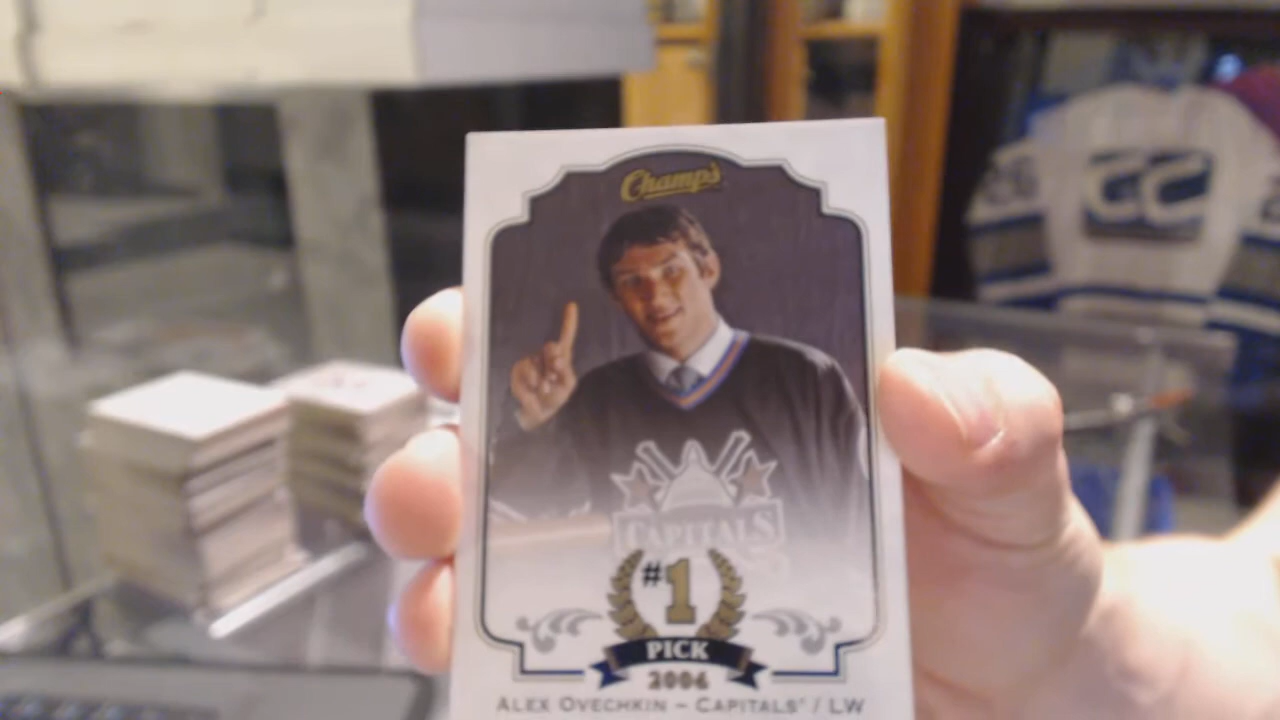 Champ's
CAPITALS
#1
PICK
2004
ALEX OVECHKIN ~ CAPITALS® / LW